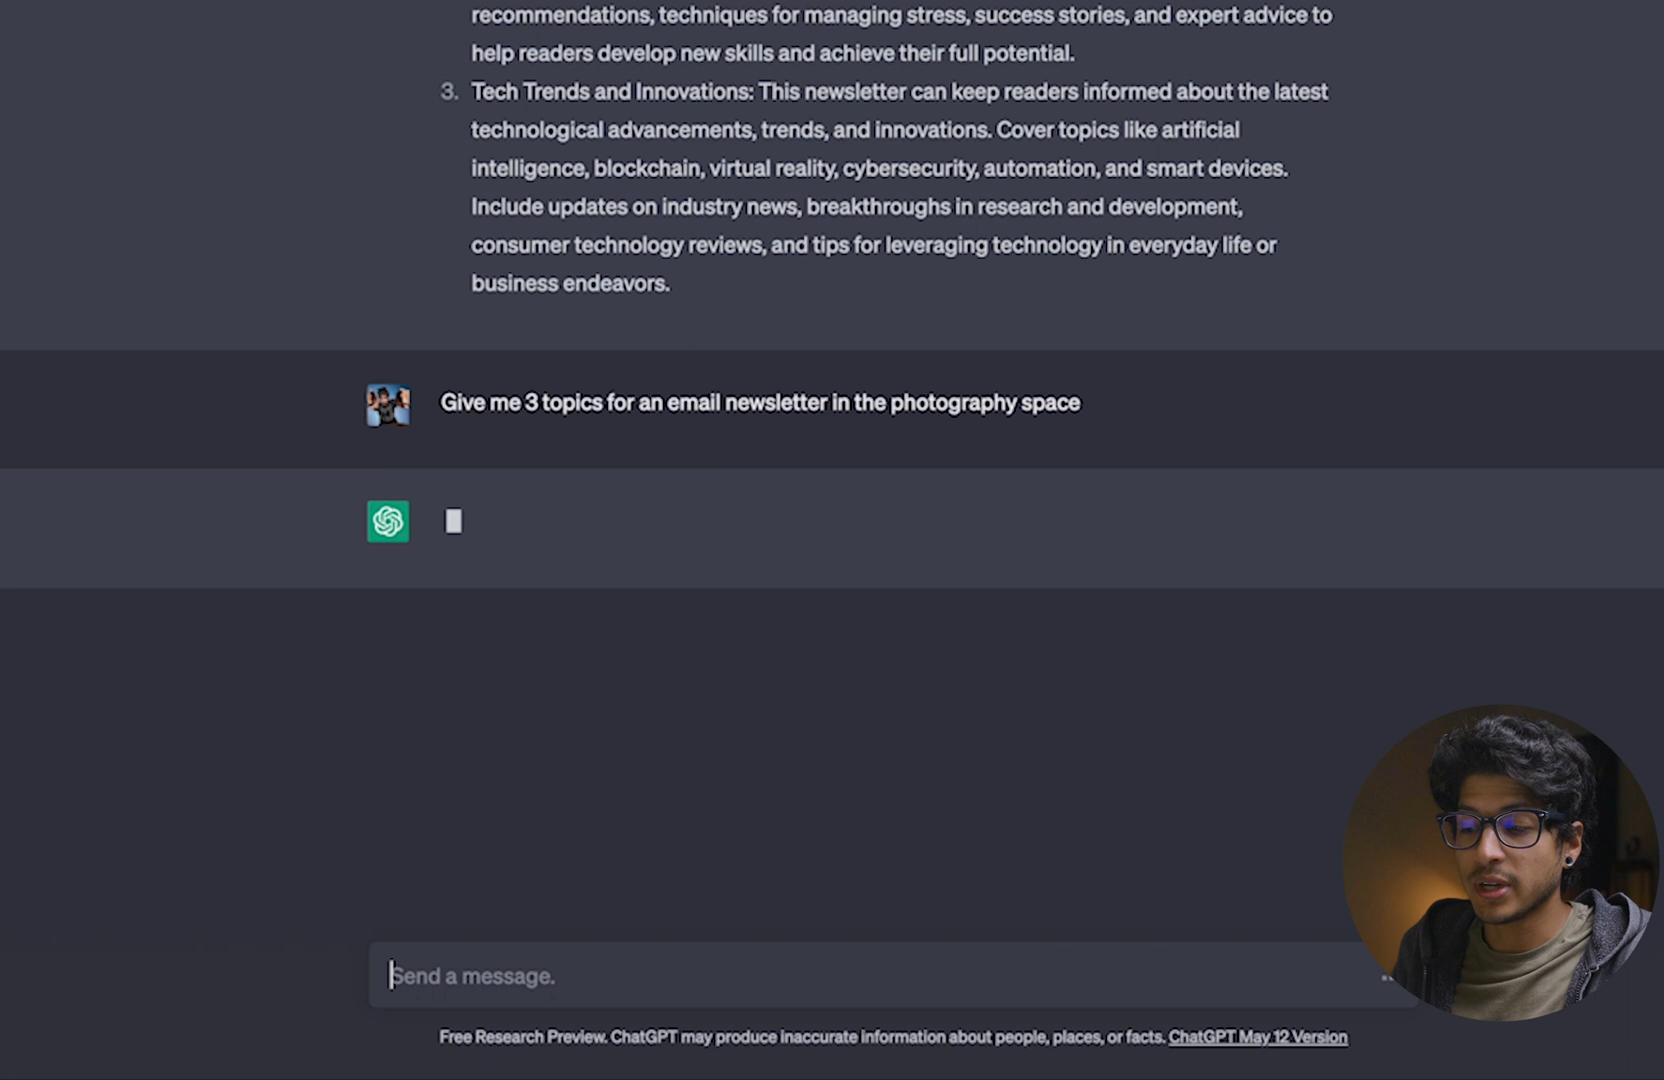 recommendations, techniques for managing stress, success stories, and expert advice to
help readers develop new skills and achieve their full potential.
3. Tech Trends and Innovations: This newsletter can keep readers informed about the latest
technological advancements, trends, and innovations. Cover topics like artificial
intelligence, blockchain, virtual reality, cybersecurity, automation, and smart devices.
Include updates on industry news, breakthroughs in research and development,
consumer technology reviews, and tips for leveraging technology in everyday life or
business endeavors.
Give me 3 topics for an email newsletter in the photography space
Send a message.
Free Research Preview. ChatGPT may produce inaccurate information about people, places, or facts. ChatGPT May 12 Version